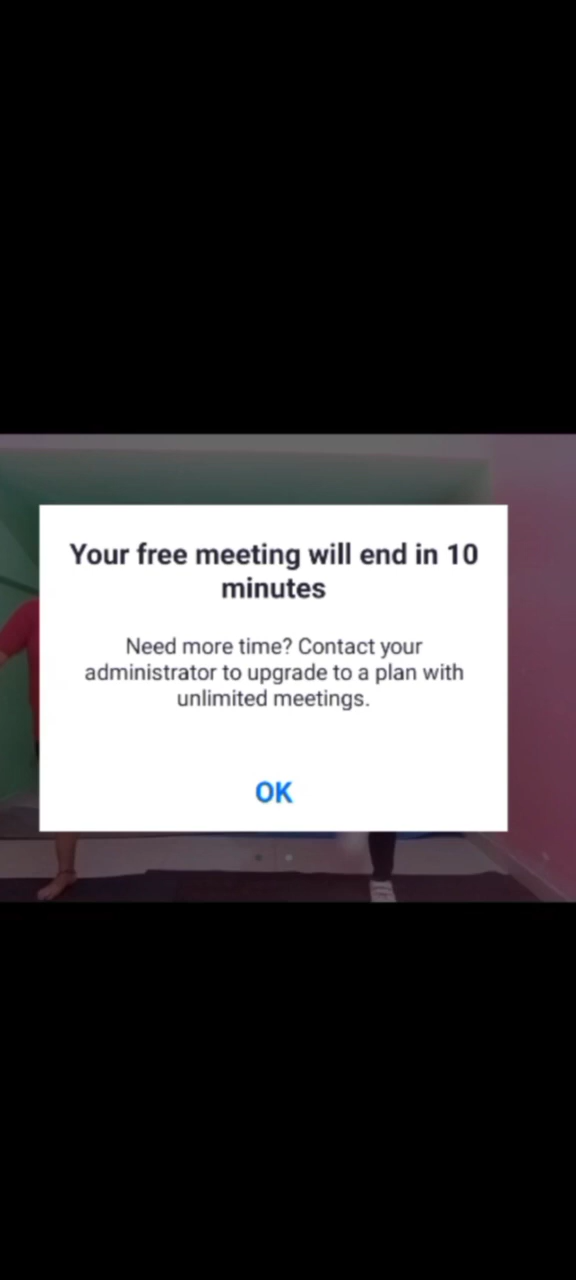 Your free meeting will end in 10
minutes
Need more time? Contact your
administrator to upgrade to a plan with
unlimited meetings.
OK